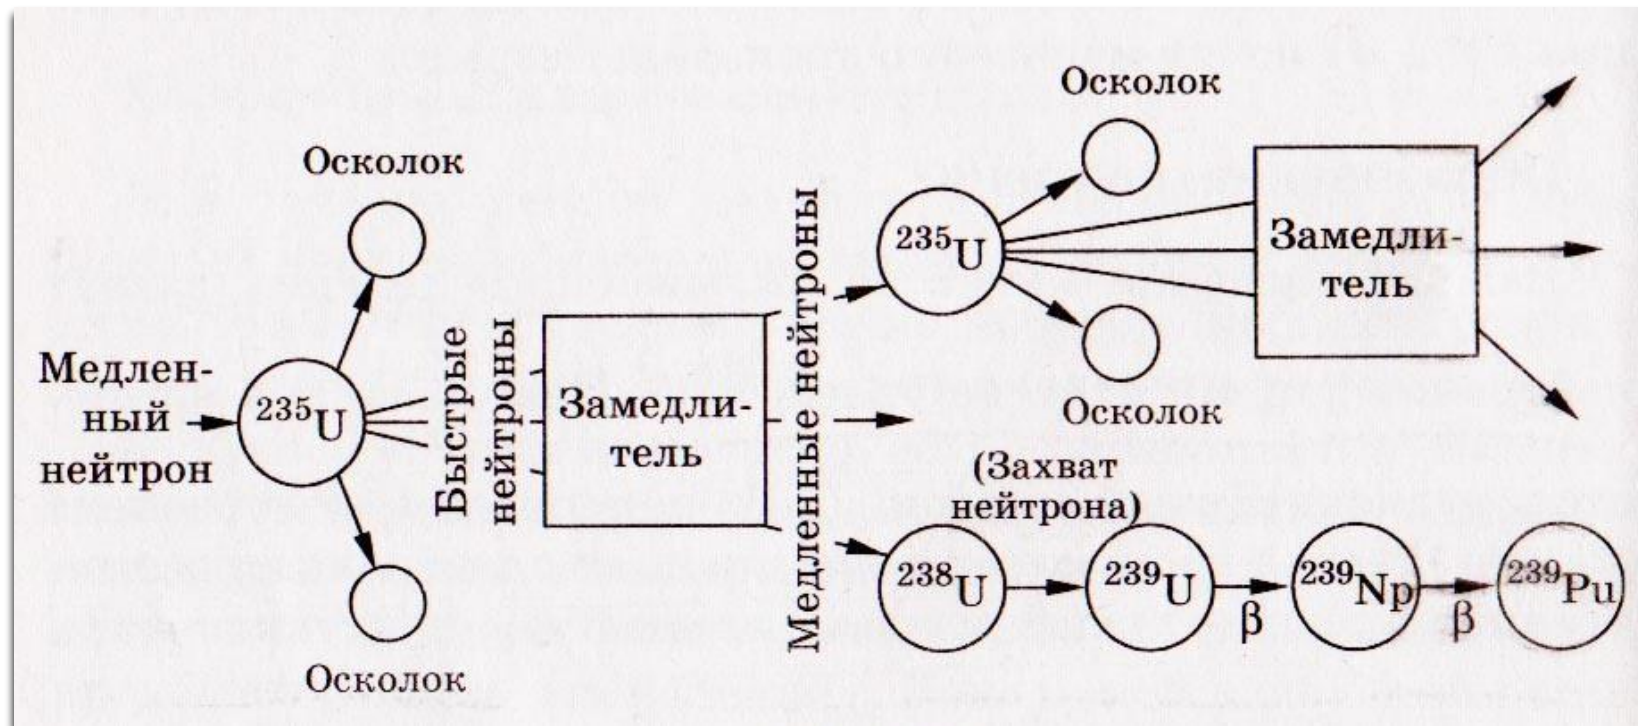 Осколок
Медлен-
ный
нейтрон
²³⁵U
Осколок
Быстрые
нейтроны
Замедли-
тель
Медленные нейтроны
Осколок
²³⁵U
Замедли-
тель
Осколок
(Захват
нейтрона)
²³⁸U
²³⁹U
β
²³⁹Np
β
²³⁹Pu